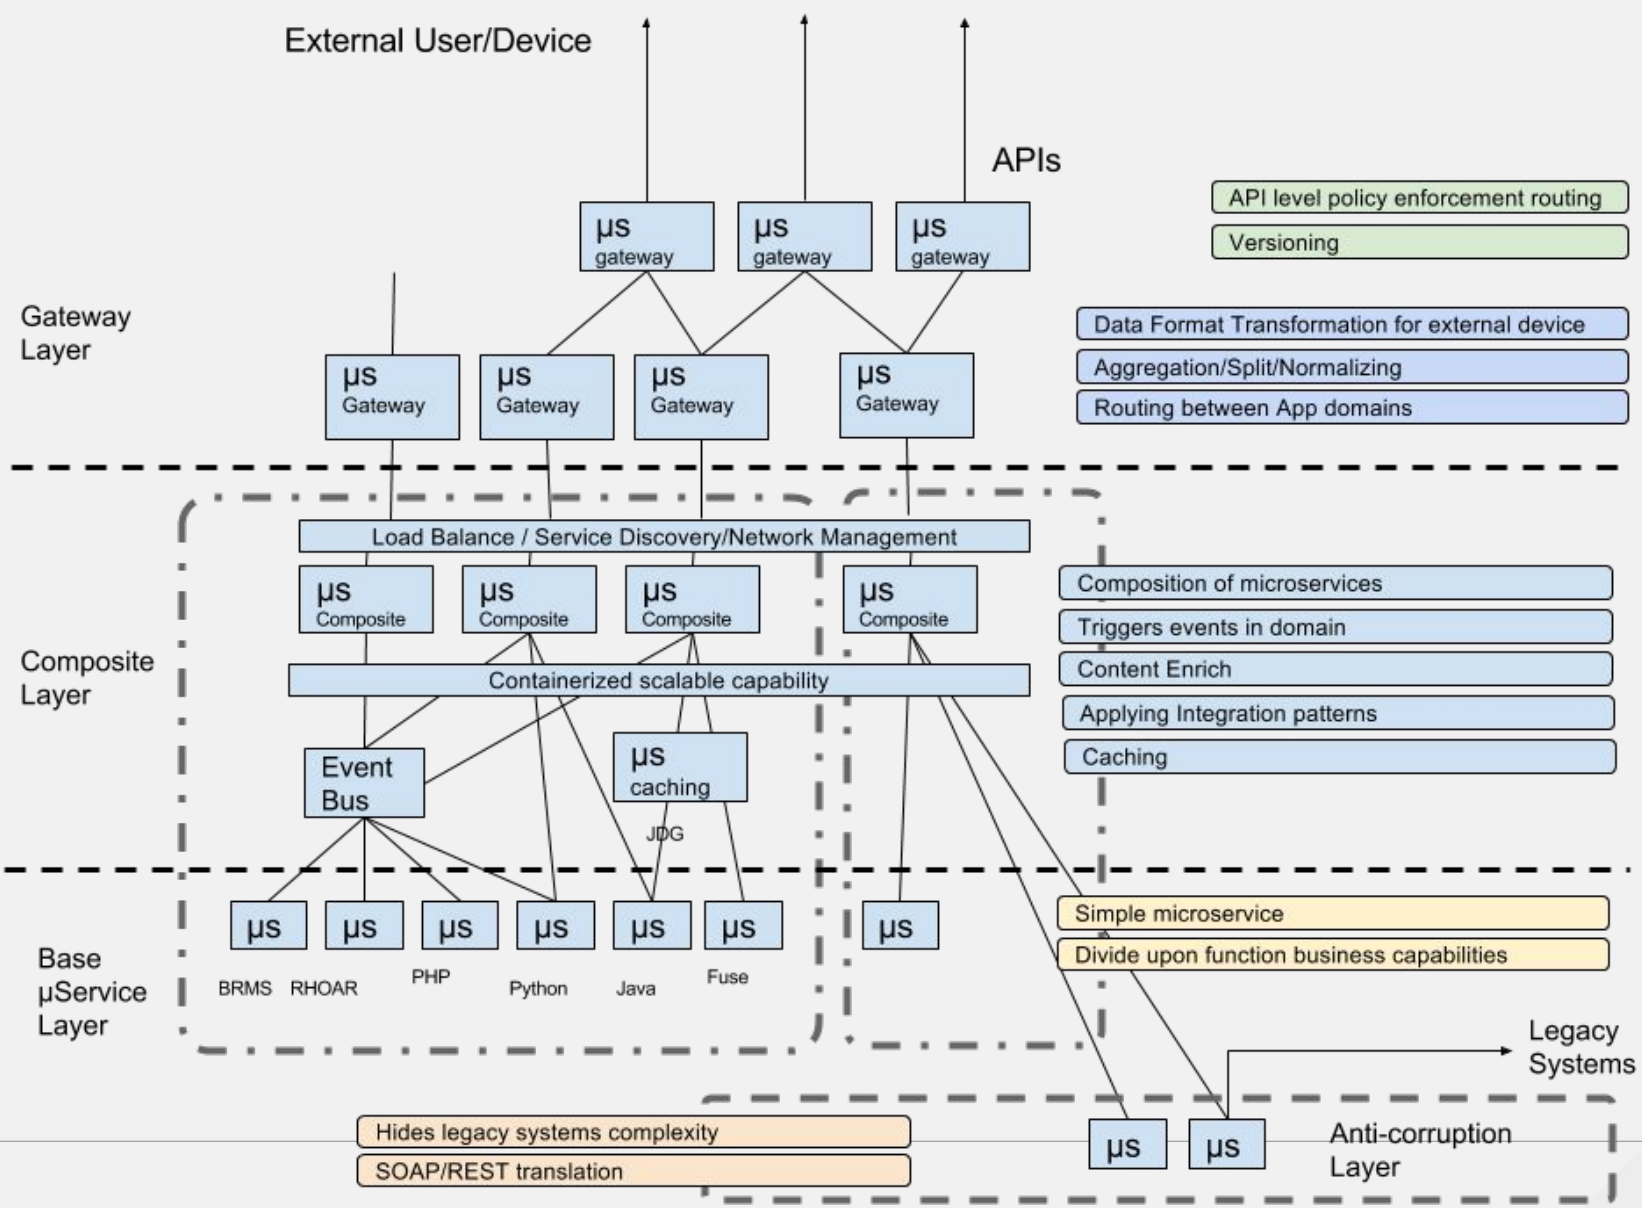 External User/Device
APIs
API level policy enforcement routing
Versioning
µs
gateway
µs
gateway
µs
gateway
Gateway
Layer
Data Format Transformation for external device
Aggregation/Split/Normalizing
Routing between App domains
µs
Gateway
µs
Gateway
µs
Gateway
µs
Gateway
Load Balance / Service Discovery/Network Management
µs
Composite
µs
Composite
µs
Composite
µs
Composite
Composition of microservices
Triggers events in domain
Content Enrich
Applying Integration patterns
Caching
Composite
Layer
Containerized scalable capability
Event
Bus
µs
caching
JDG
Base
µService
Layer
µs
µs
µs
µs
µs
µs
µs
BRMS
RHOAR
PHP
Python
Java
Fuse
Simple microservice
Divide upon function business capabilities
Legacy
Systems
Hides legacy systems complexity
SOAP/REST translation
µs
µs
Anti-corruption
Layer